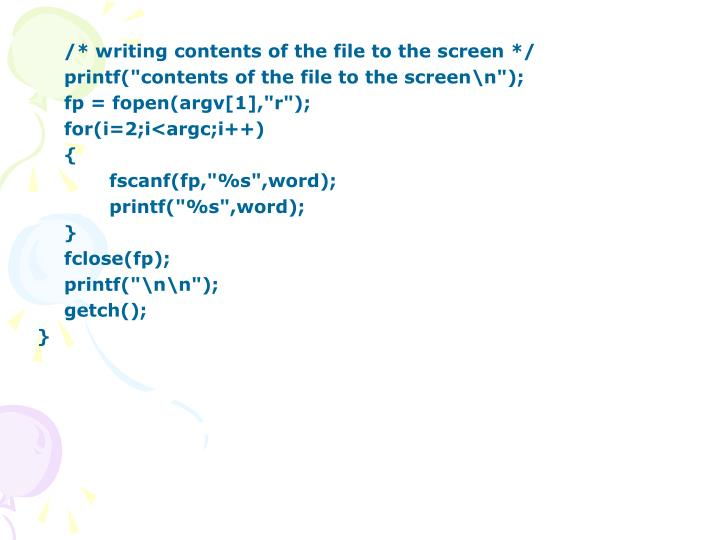 /* writing contents of the file to the screen */
printf("contents of the file to the screen\n");
fp = fopen(argv[1],"r");
for(i=2;i<argc;i++)
{
fscanf(fp,"%s",word);
printf("%s",word);
}
fclose(fp);
printf("\n\n");
getch();
}